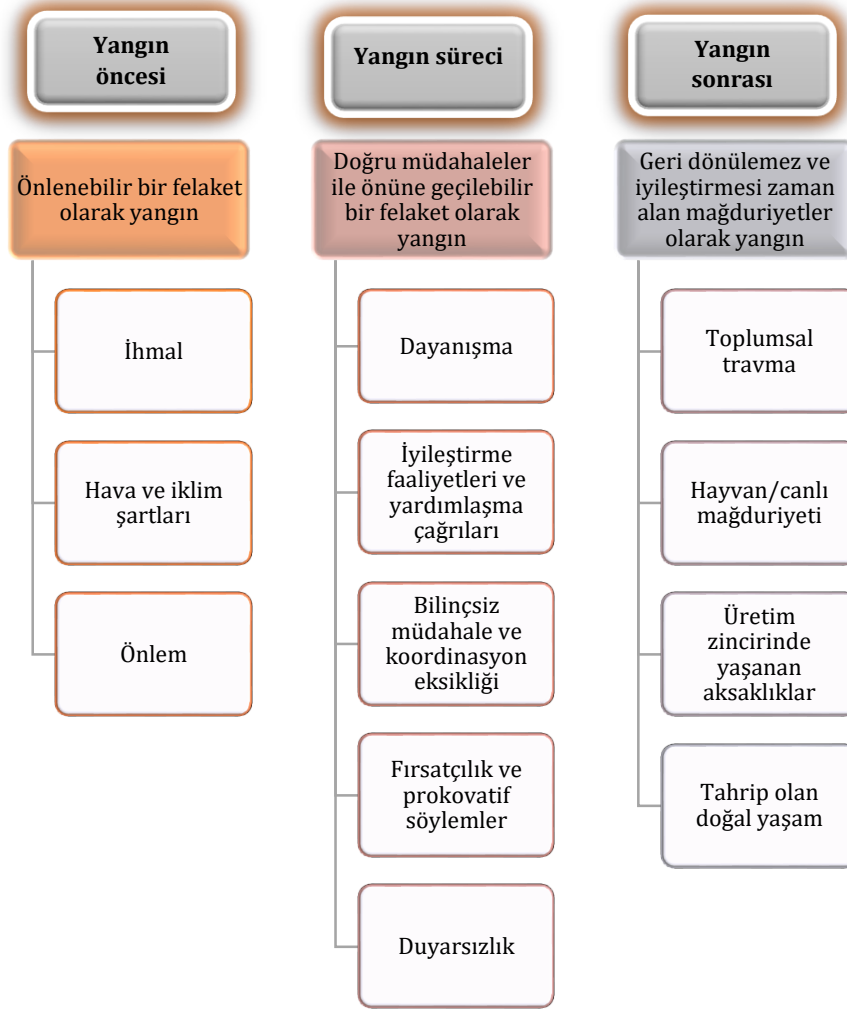 Yangın
öncesi
Önlenebilir bir felaket
olarak yangın
İhmal
Hava ve iklim
şartları
Önlem
Yangın süreci
Doğru müdahaleler
ile önüne geçilebilir
bir felaket olarak
yangın
Dayanışma
İyileştirme
faaliyetleri ve
yardımlaşma
çağrıları
Bilinçsiz
müdahale ve
koordinasyon
eksikliği
Fırsatçılık ve
prokovatif
söylemler
Duyarsızlık
Yangın
sonrası
Geri dönülemez ve
iyileştirmesi zaman
alan mağduriyetler
olarak yangın
Toplumsal
travma
Hayvan/canlı
mağduriyeti
Üretim
zincirinde
yaşanan
aksaklıklar
Tahrip olan
doğal yaşam